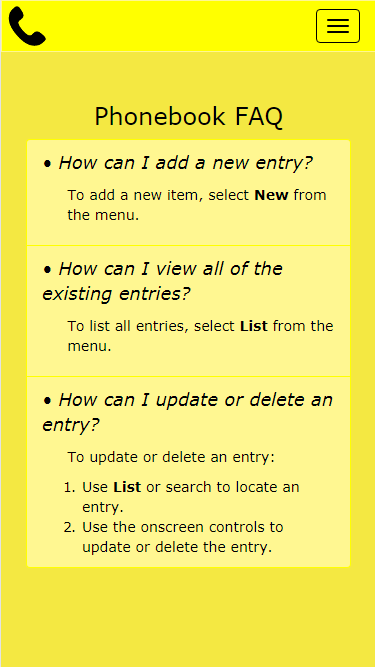 Phonebook FAQ
• How can I add a new entry?
To add a new item, select New from
the menu.
• How can I view all of the
existing entries?
To list all entries, select List from the
menu.
• How can I update or delete an
entry?
To update or delete an entry:
1. Use List or search to locate an
entry.
2. Use the onscreen controls to
update or delete the entry.